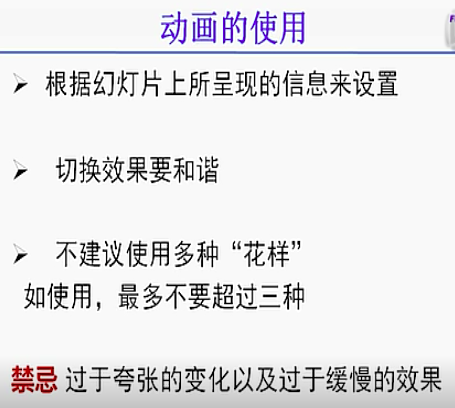 动画的使用
根据幻灯片上所呈现的信息来设置
切换效果要和谐
不建议使用多种“花样”
如使用，最多不要超过三种
禁忌 过于夸张的变化以及过于缓慢的效果